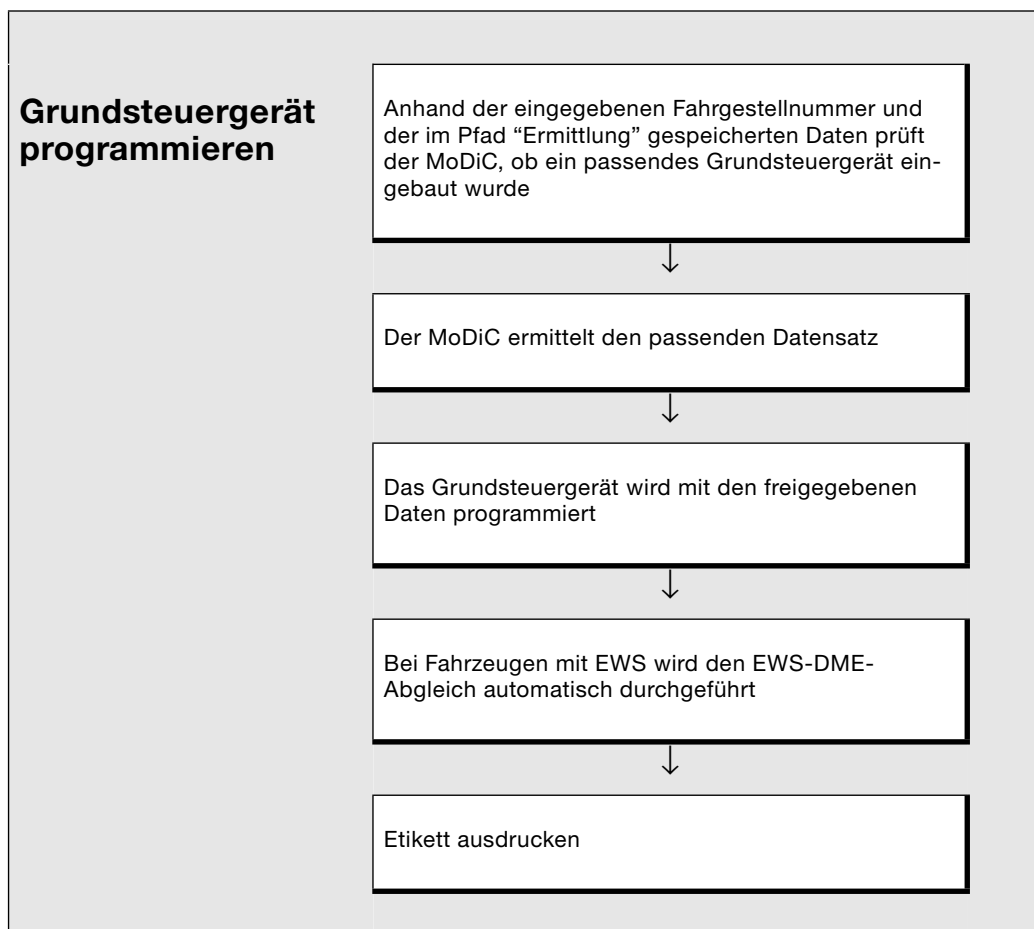 Grundsteuergerät
programmieren
Anhand der eingegebenen Fahrgestellnummer und
der im Pfad “Ermittlung” gespeicherten Daten prüft
der MoDiC, ob ein passendes Grundsteuergerät ein-
gebaut wurde
Der MoDiC ermittelt den passenden Datensatz
Das Grundsteuergerät wird mit den freigegebenen
Daten programmiert
Bei Fahrzeugen mit EWS wird den EWS-DME-
Abgleich automatisch durchgeführt
Etikett ausdrucken